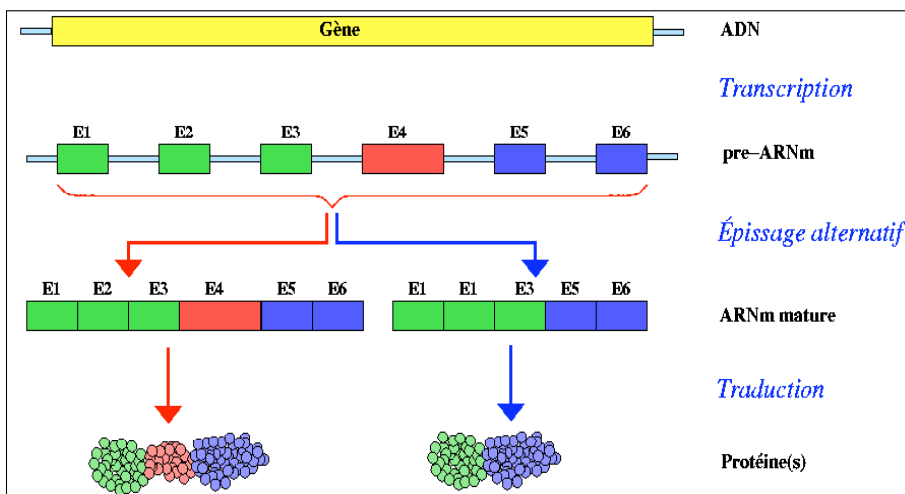 Gène
ADN
Transcription
E1 E2 E3 E4 E5 E6
pre–ARNm
Épissage alternatif
E1 E2 E3 E4 E5 E6
E1 E1 E3 E5 E6
ARNm mature
Traduction
Protéine(s)